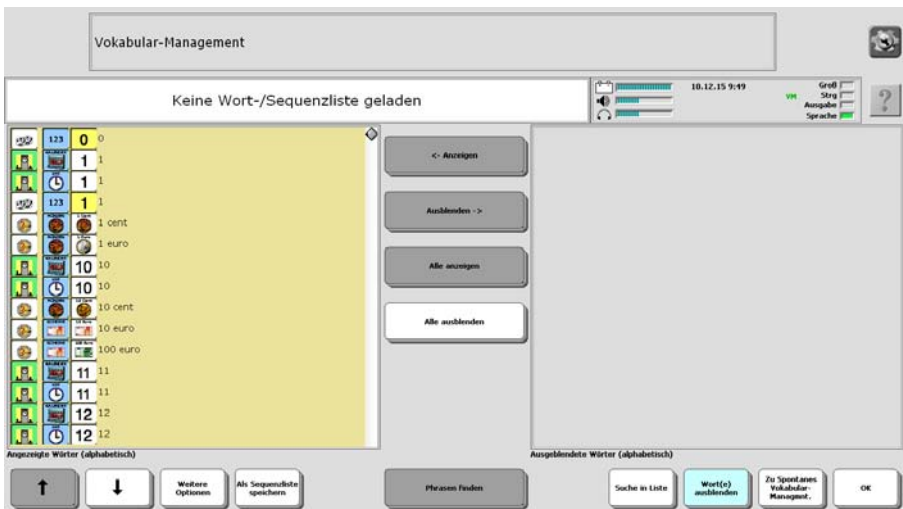 Vokabular-Management
Keine Wort-/Sequenzliste geladen
10.12.15 9:49
VM
Groß
Strg
Ausgabe
Sprache
?
123 0 0
1 1
1 1
123 1 1
1 cent
1 euro
10 10
10 10
10 cent
10 euro
100 euro
11 11
11 11
12 12
12 12
<- Anzeigen
Ausblenden ->
Alle anzeigen
Alle ausblenden
Angezeigte Wörter (alphabetisch)
Ausgeblendete Wörter (alphabetisch)
Weitere
Optionen
Als Sequenzliste
speichern
Phrasen finden
Suche in Liste
Wort(e)
ausblenden
Zu Spontanes
Vokabular-
Managmnt.
OK